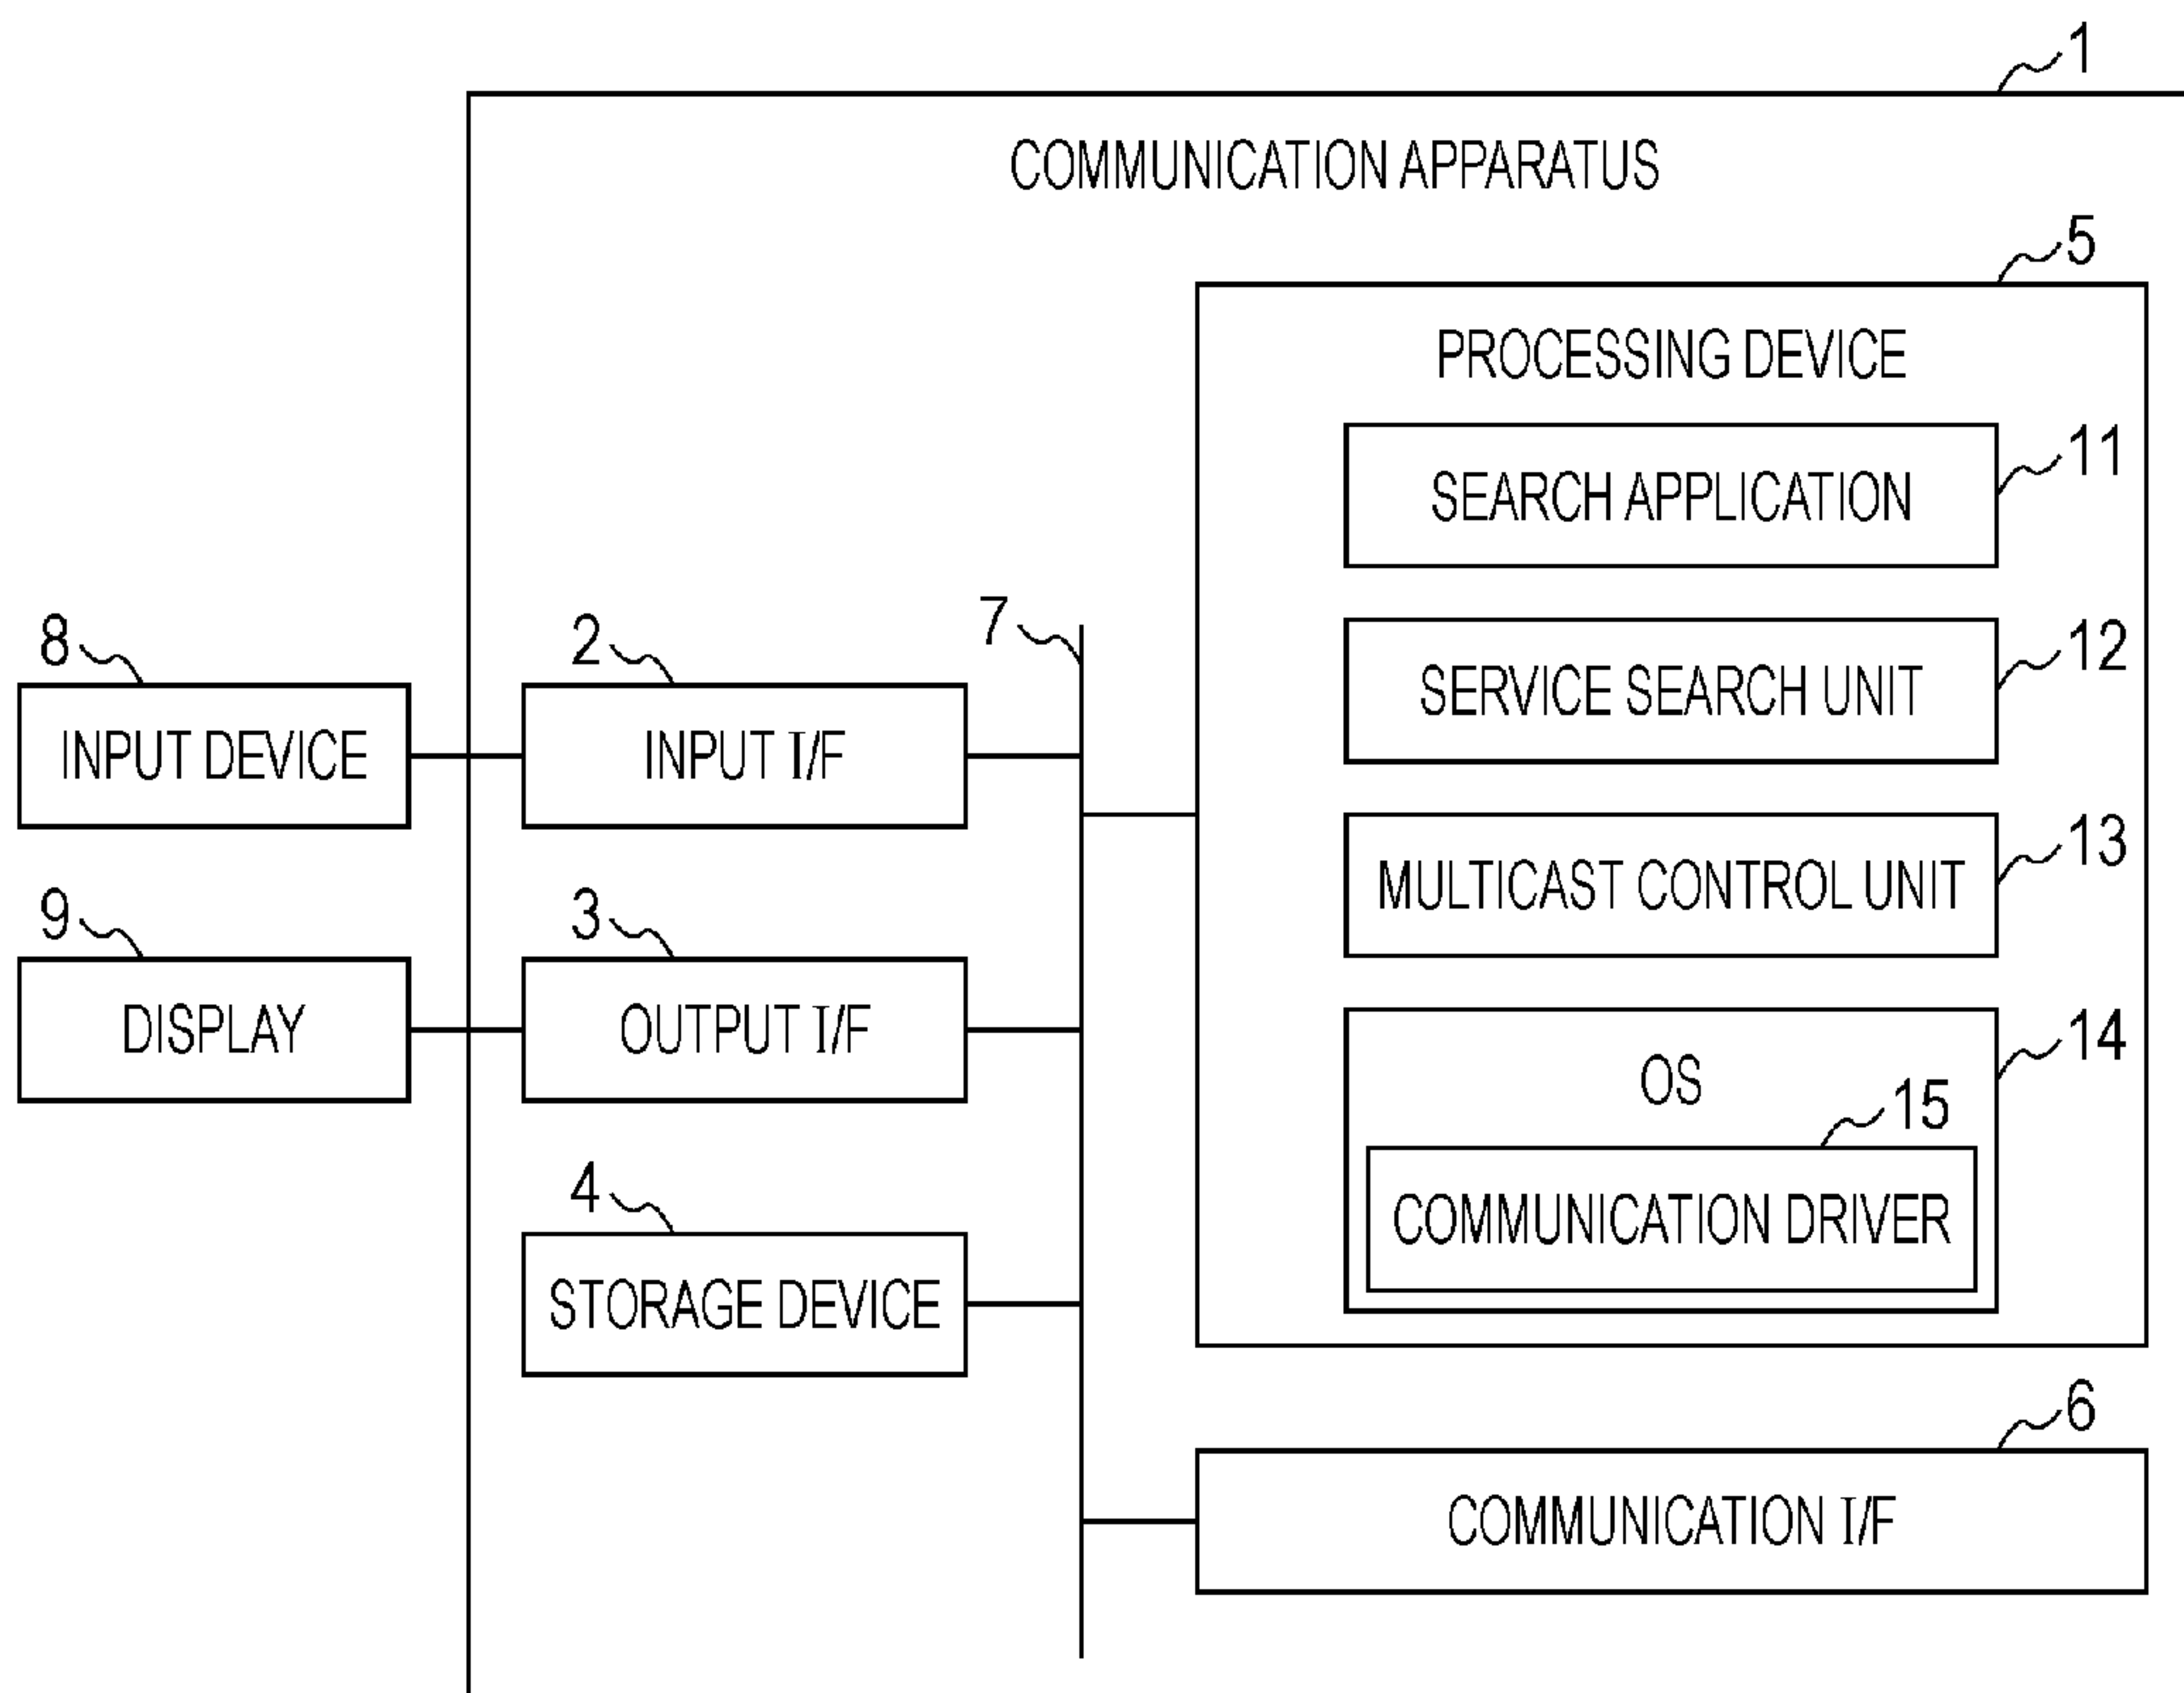 1
COMMUNICATION APPARATUS
5
PROCESSING DEVICE
11
SEARCH APPLICATION
12
SERVICE SEARCH UNIT
13
MULTICAST CONTROL UNIT
14
OS
15
COMMUNICATION DRIVER
8
INPUT DEVICE
2
INPUT I/F
7
9
DISPLAY
3
OUTPUT I/F
4
STORAGE DEVICE
6
COMMUNICATION I/F